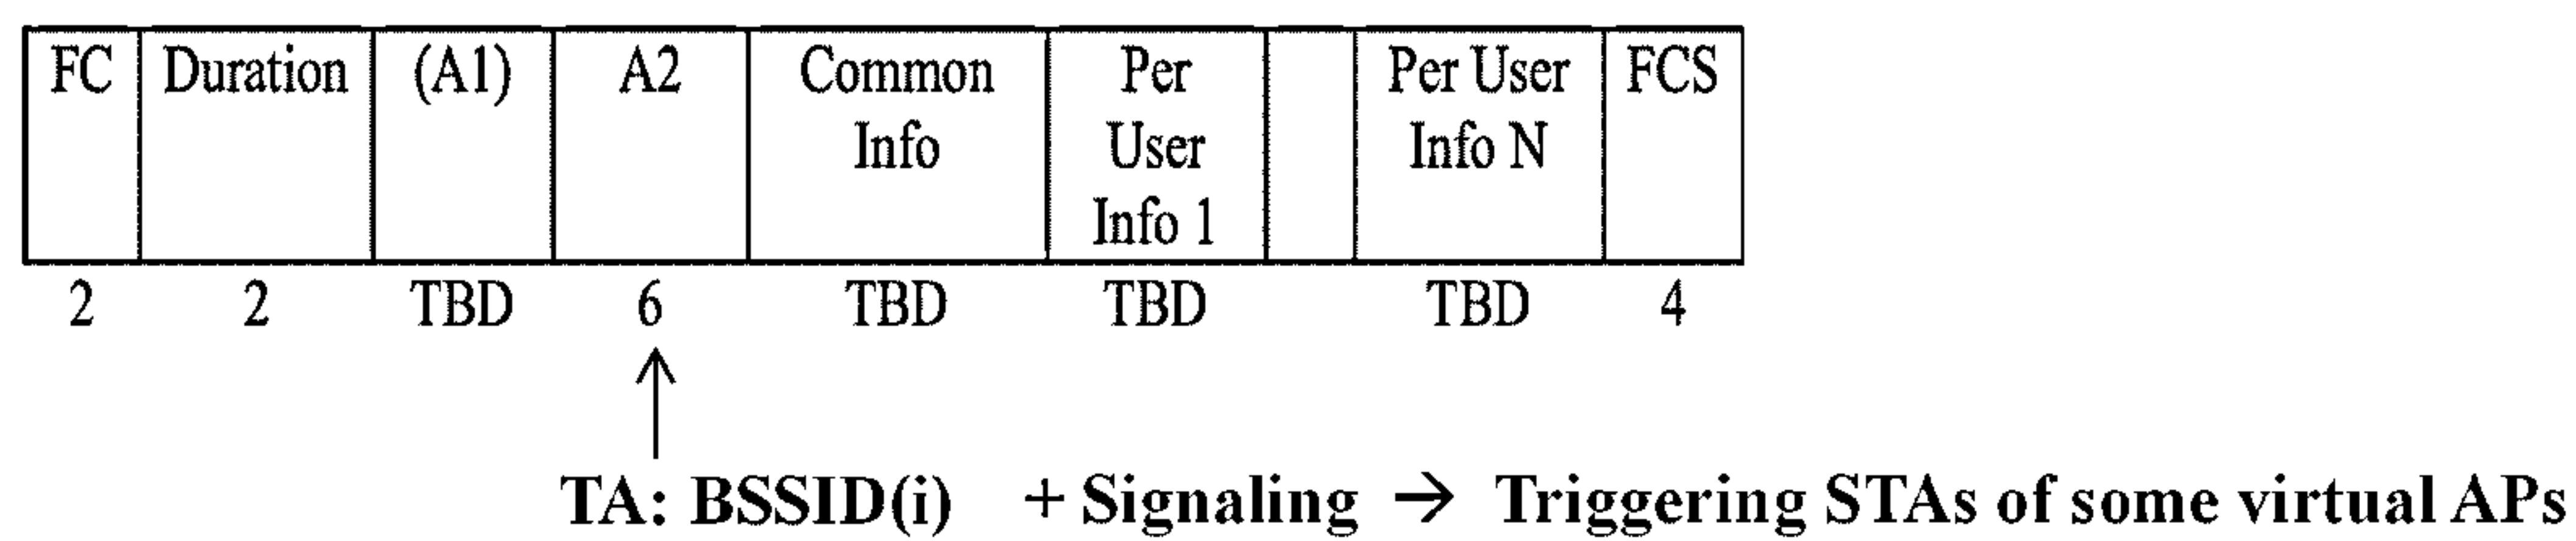 FC Duration (A1) A2 Common Per Per User FCS
Info User Info N
Info 1
2 2 TBD 6 TBD TBD TBD 4
TA: BSSID(i) + Signaling → Triggering STAs of some virtual APs